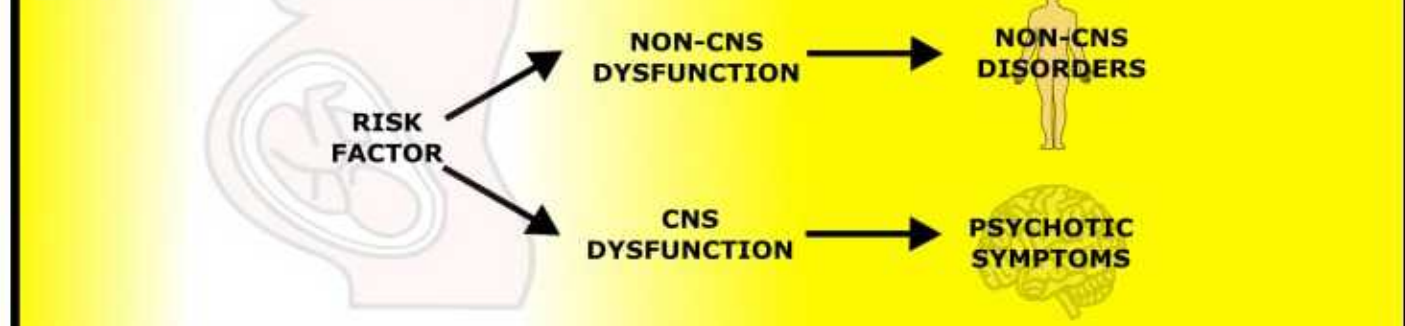 RISK
FACTOR
NON-CNS
DYSFUNCTION
NON-CNS
DISORDERS
CNS
DYSFUNCTION
PSYCHOTIC
SYMPTOMS